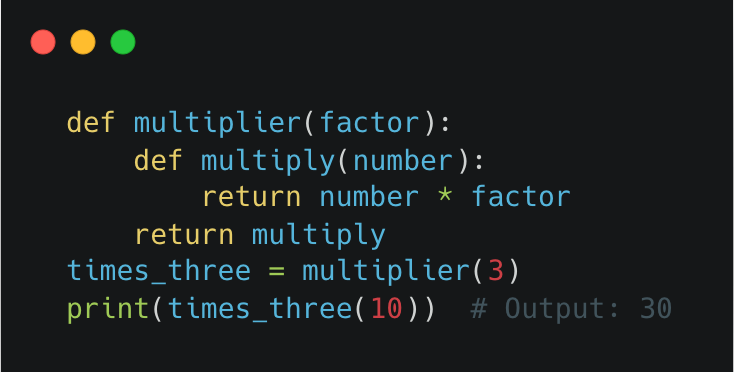 def multiplier(factor):
    def multiply(number):
        return number * factor
    return multiply
times_three = multiplier(3)
print(times_three(10))  # Output: 30